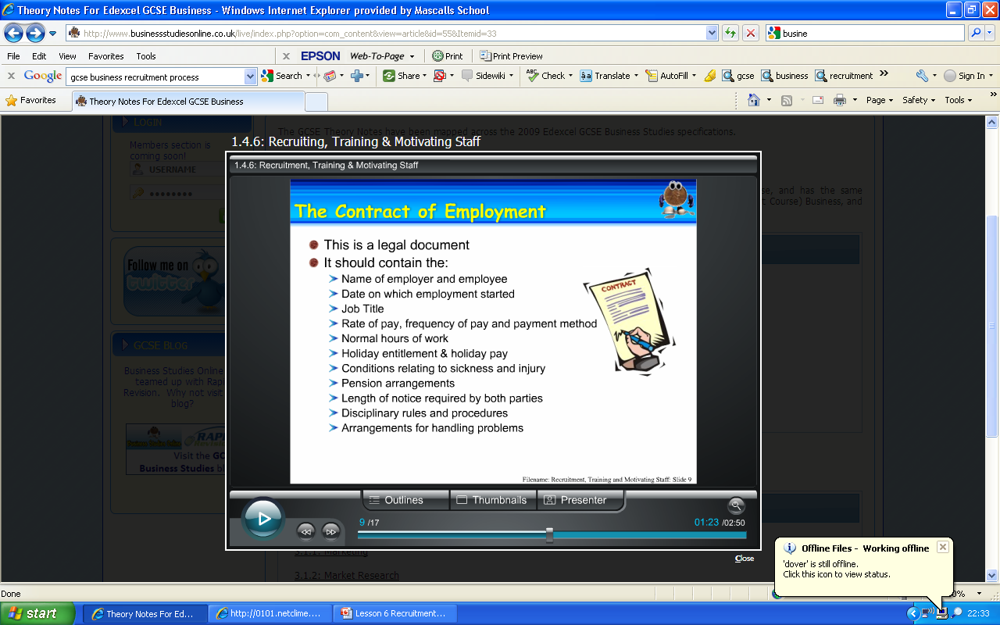 Theory Notes For Edexcel GCSE Business - Windows Internet Explorer provided by Mascalls School
http://www.businessstudiesonline.co.uk/live/index.php?option=com_content&view=article&id=55&Itemid=33
busine
File Edit View Favorites Tools
X EPSON Web-To-Page Print Print Preview
x Google gcse business recruitment process Search Share Sidewiki Check Translate AutoFill gcse business recruitment Sign In
Favorites Theory Notes For Edexcel GCSE Business
Page Safety Tools
LOGIN
Members section is
coming soon!
USERNAME
Follow me on
twitter
GCSE BLOG
Business Studies Online
teamed up with Rap
Revision. Why not visit
blog?
Visit the GC
Business Studies bl
The GCSE Theory Notes have been mapped across the 2009 Edexcel GCSE Business Studies specifications.
se, and has the same
t Course) Business, and
1.4.6: Recruiting, Training & Motivating Staff
1.4.6: Recruitment, Training & Motivating Staff
The Contract of Employment
This is a legal document
It should contain the:
Name of employer and employee
Date on which employment started
Job Title
Rate of pay, frequency of pay and payment method
Normal hours of work
Holiday entitlement & holiday pay
Conditions relating to sickness and injury
Pension arrangements
Length of notice required by both parties
Disciplinary rules and procedures
Arrangements for handling problems
CONTRACT
Filename: Recruitment, Training and Motivating Staff: Slide 9
Outlines Thumbnails Presenter
9 /17
01:23 /02:50
Close
3.1.1: Marketing
3.1.2: Market Research
Offline Files - Working offline
'dover' is still offline.
Click this icon to view status.
Done
0%
start Theory Notes For Ed... http://0101.netclime.... Lesson 6 Recruitment... 22:33